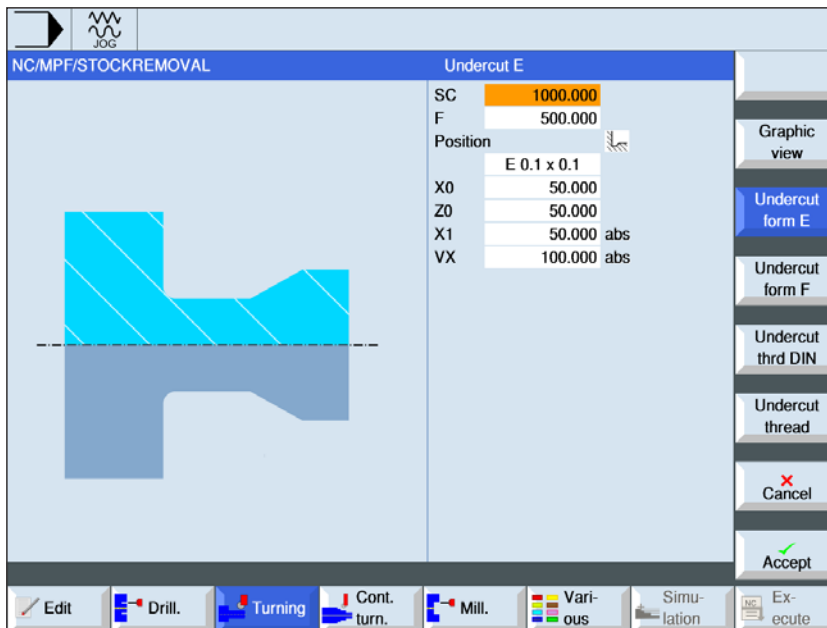 JOG
NC/MPF/STOCKREMOVAL
Undercut E
SC 1000.000
F 500.000
Position
E 0.1 x 0.1
X0 50.000
Z0 50.000
X1 50.000 abs
VX 100.000 abs
Graphic
view
Undercut
form E
Undercut
form F
Undercut
thrd DIN
Undercut
thread
Cancel
Accept
Edit
Drill.
Turning
Cont.
turn.
Mill.
Vari-
ous
Simu-
lation
NC
Ex-
ecute